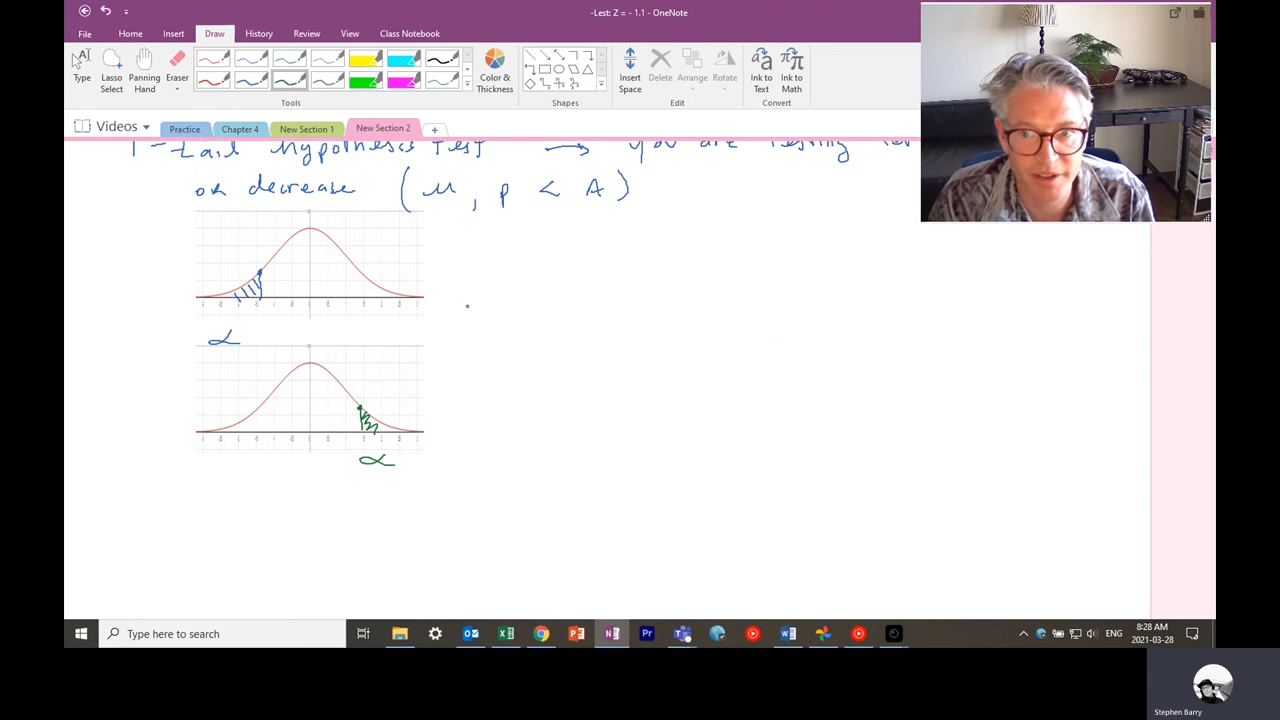 -Lest: Z = - 1.1 - OneNote
File Home Insert Draw History Review View Class Notebook
Type
Lasso Select
Panning Hand
Eraser
Color & Thickness
Insert Space
Delete
Arrange
Rotate
Ink to Text
Ink to Math
Tools
Shapes
Edit
Convert
Videos
Practice
Chapter 4
New Section 1
New Section 2
+
1-tail hypothesis test → you are testing
or decrease (μ, p < A)
α
α
Type here to search
ENG
8:28 AM
2021-03-28
Stephen Barry